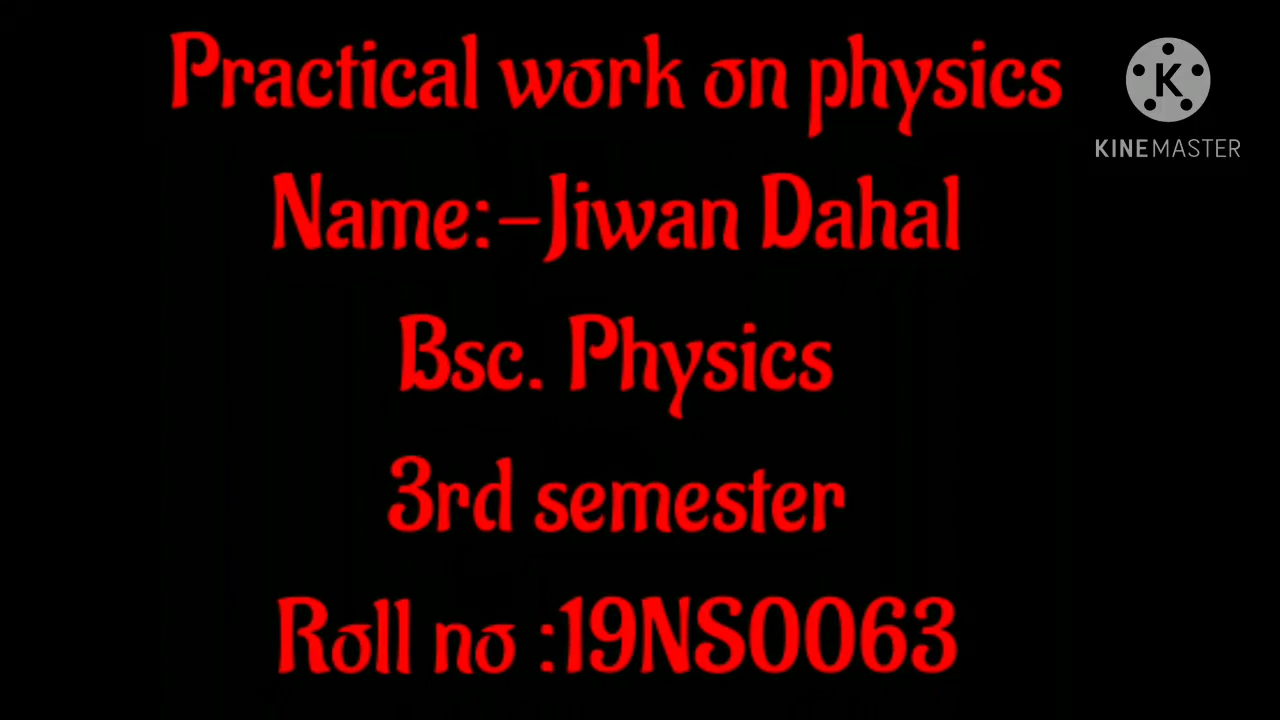 Practical work on physics
KINEMASTER
Name:-Jiwan Dahal
Bsc. Physics
3rd semester
Roll no :19NS0063